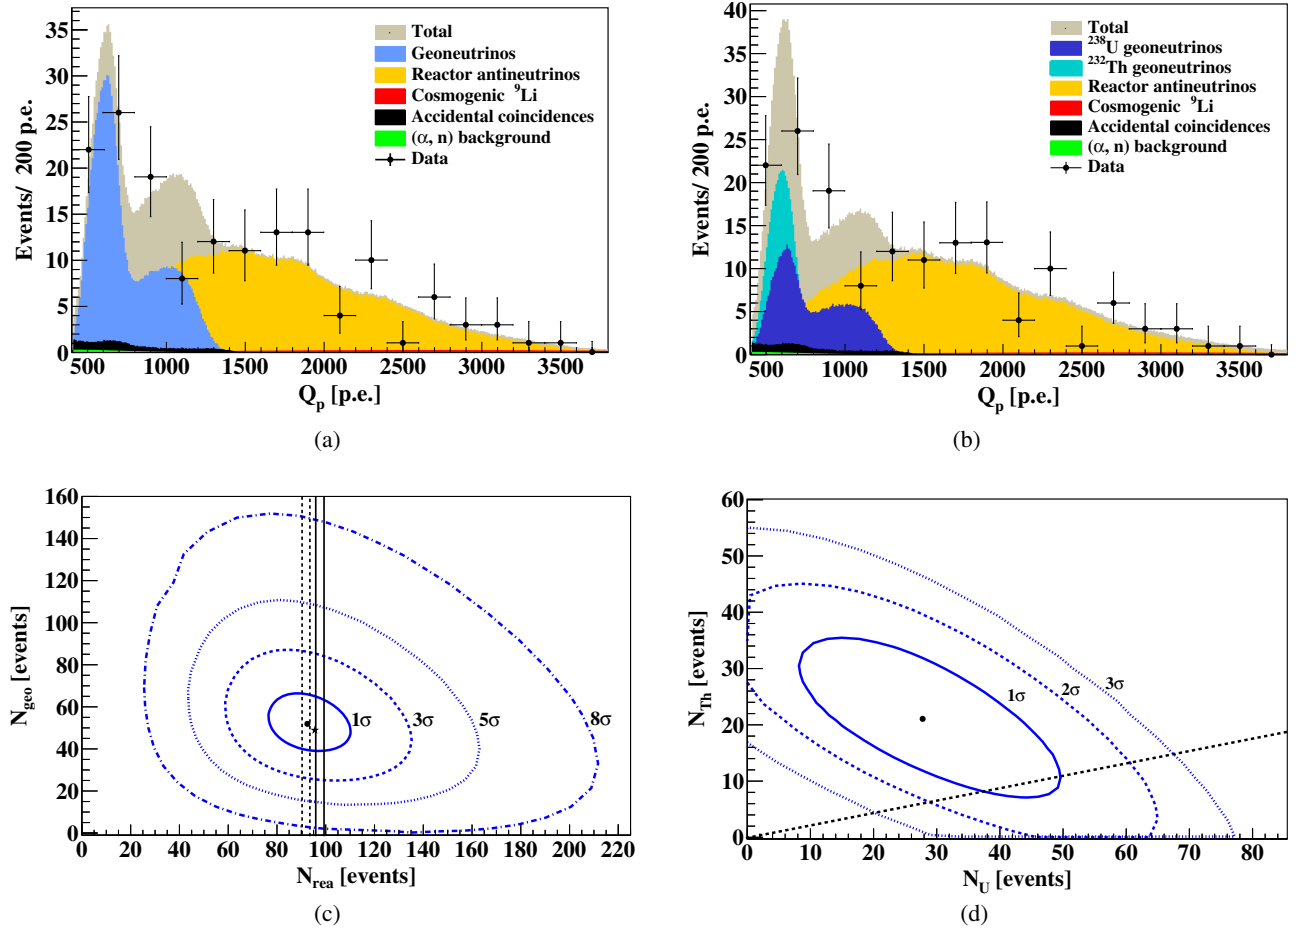 Events/ 200 p.e.
35
30
25
20
15
10
5
0
Total
Geoneutrinos
Reactor antineutrinos
Cosmogenic ⁹Li
Accidental coincidences
(α, n) background
Data
500 1000 1500 2000 2500 3000 3500
Qₚ [p.e.]
(a)
Events/ 200 p.e.
40
35
30
25
20
15
10
5
0
Total
²³⁸U geoneutrinos
²³²Th geoneutrinos
Reactor antineutrinos
Cosmogenic ⁹Li
Accidental coincidences
(α, n) background
Data
500 1000 1500 2000 2500 3000 3500
Qₚ [p.e.]
(b)
N_geo [events]
160
140
120
100
80
60
40
20
0
1σ 3σ 5σ 8σ
0 20 40 60 80 100 120 140 160 180 200 220
N_rea [events]
(c)
N_Th [events]
60
50
40
30
20
10
0
1σ 2σ 3σ
0 10 20 30 40 50 60 70 80
N_U [events]
(d)